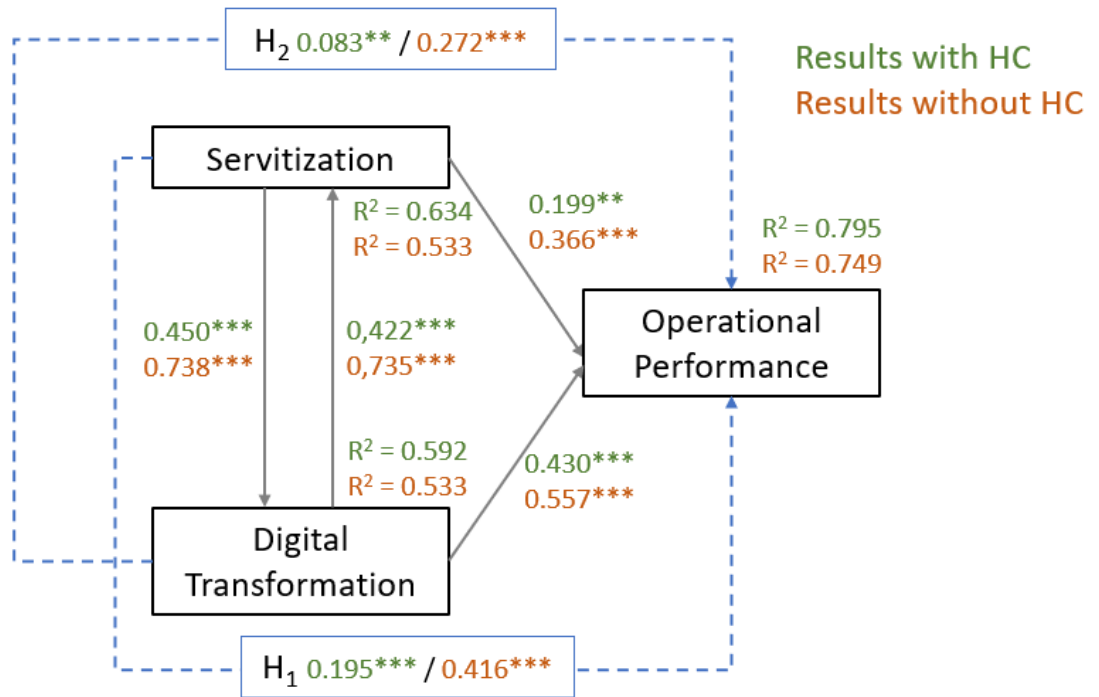 H₂ 0.083** / 0.272***
Results with HC
Results without HC
Servitization
R² = 0.634
R² = 0.533
0.199**
0.366***
R² = 0.795
R² = 0.749
0.450***
0.738***
0,422***
0,735***
Operational
Performance
R² = 0.592
R² = 0.533
0.430***
0.557***
Digital
Transformation
H₁ 0.195*** / 0.416***